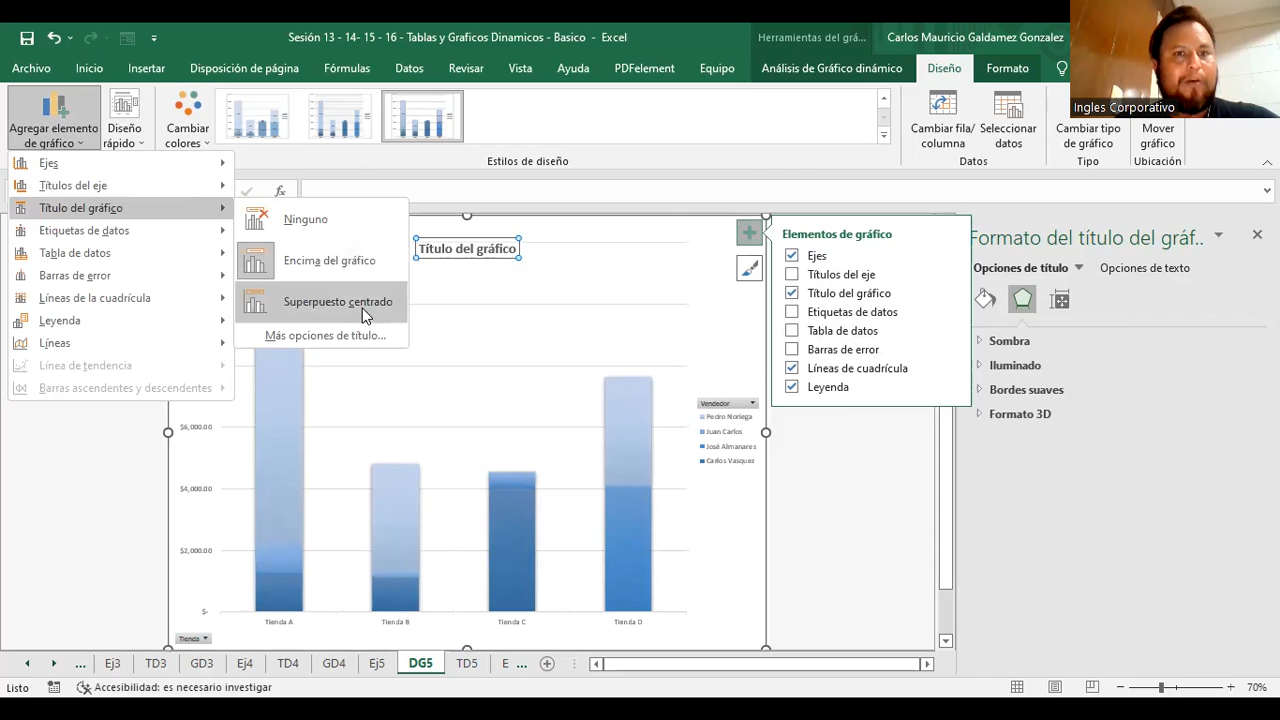 Sesión 13 - 14- 15 - 16 - Tablas y Graficos Dinamicos - Basico - Excel
Herramientas del grá...
Carlos Mauricio Galdamez Gonzalez
Archivo
Inicio
Insertar
Disposición de página
Fórmulas
Datos
Revisar
Vista
Ayuda
PDFelement
Equipo
Análisis de Gráfico dinámico
Diseño
Formato
Ingles Corporativo
Agregar elemento
de gráfico
Diseño
rápido
Cambiar
colores
Estilos de diseño
Cambiar fila/
columna
Seleccionar
datos
Datos
Cambiar tipo
de gráfico
Tipo
Mover
gráfico
Ubicación
Ejes
Títulos del eje
Título del gráfico
Etiquetas de datos
Tabla de datos
Barras de error
Líneas de la cuadrícula
Leyenda
Líneas
Línea de tendencia
Barras ascendentes y descendentes
Ninguno
Encima del gráfico
Superpuesto centrado
Más opciones de título...
fx
Título del gráfico
$6,000.00
$4,000.00
$2,000.00
$-
Tienda A
Tienda B
Tienda C
Tienda D
Tienda
Vendedor
Pedro Noriega
Juan Carlos
José Almanares
Carlos Vasquez
Elementos de gráfico
Ejes
Títulos del eje
Título del gráfico
Etiquetas de datos
Tabla de datos
Barras de error
Líneas de cuadrícula
Leyenda
Formato del título del gráf...
Opciones de título
Opciones de texto
Sombra
Iluminado
Bordes suaves
Formato 3D
...
Ej3
TD3
GD3
Ej4
TD4
GD4
Ej5
DG5
TD5
E ...
Listo
Accesibilidad: es necesario investigar
70%